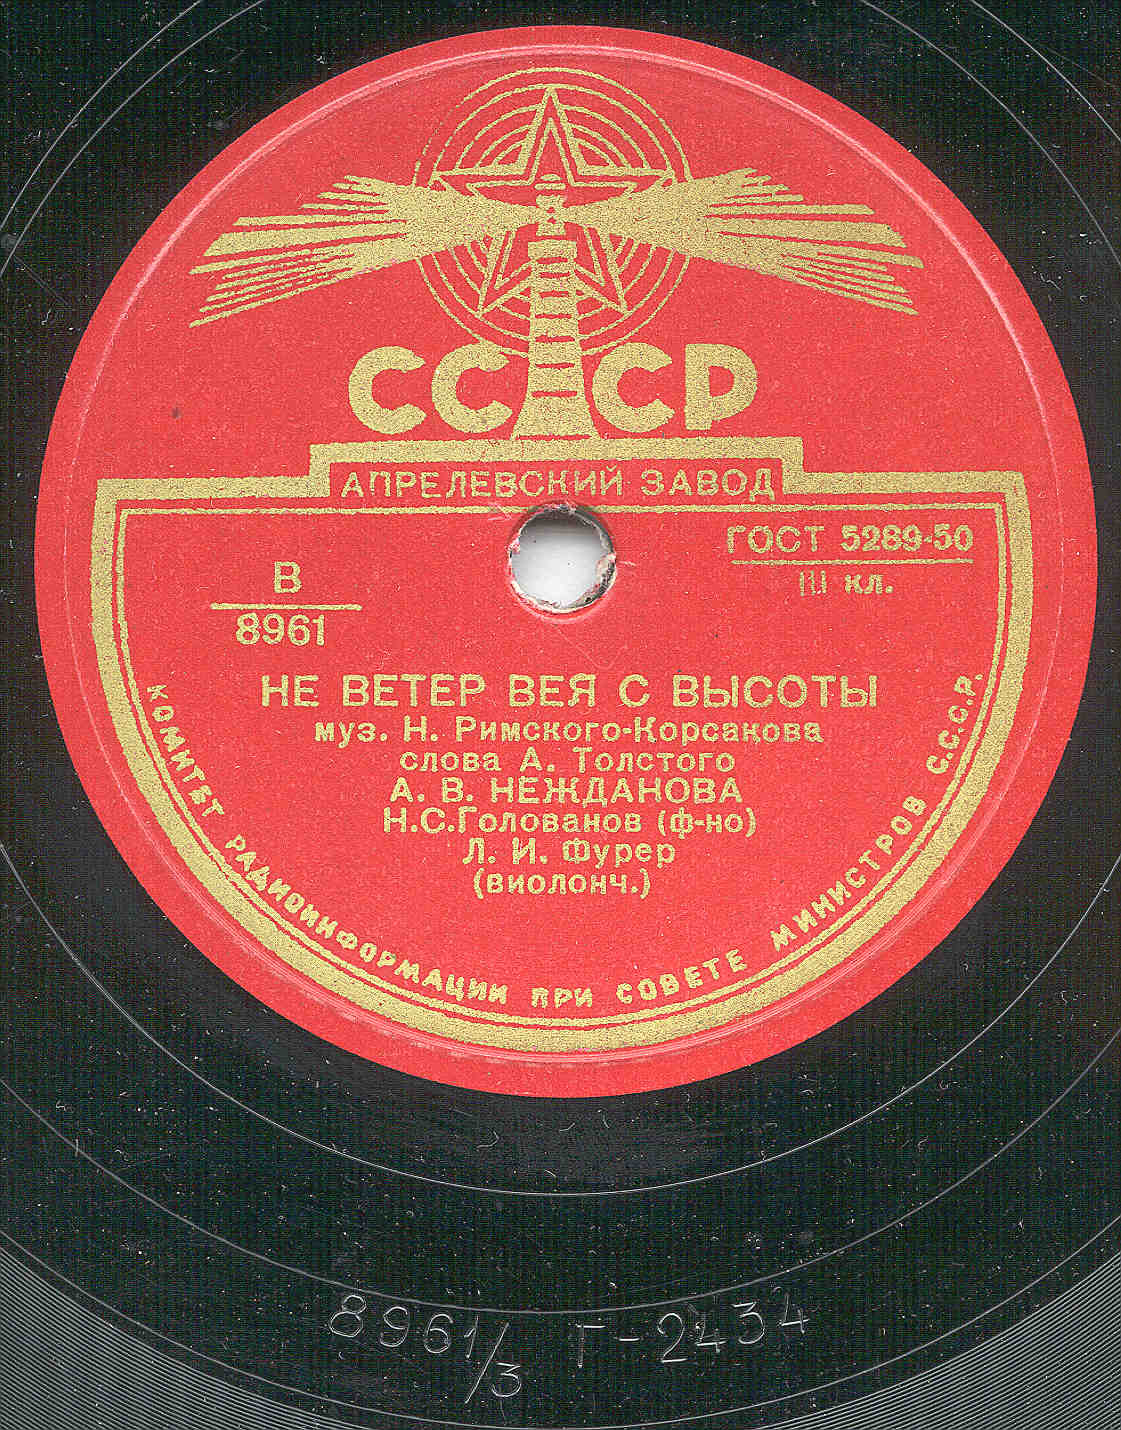 СССР
АПРЕЛЕВСКИЙ ЗАВОД
ГОСТ 5289-50
III кл.
В
8961
НЕ ВЕТЕР ВЕЯ С ВЫСОТЫ
муз. Н. Римского-Корсакова
слова А. Толстого
А. В. НЕЖДАНОВА
Н.С.Голованов (ф-но)
Л. И. Фурер
(виолонч.)
КОМИТЕТ РАДИОИНФОРМАЦИИ ПРИ СОВЕТЕ МИНИСТРОВ С.С.С.Р.
8961/3 Г-2434